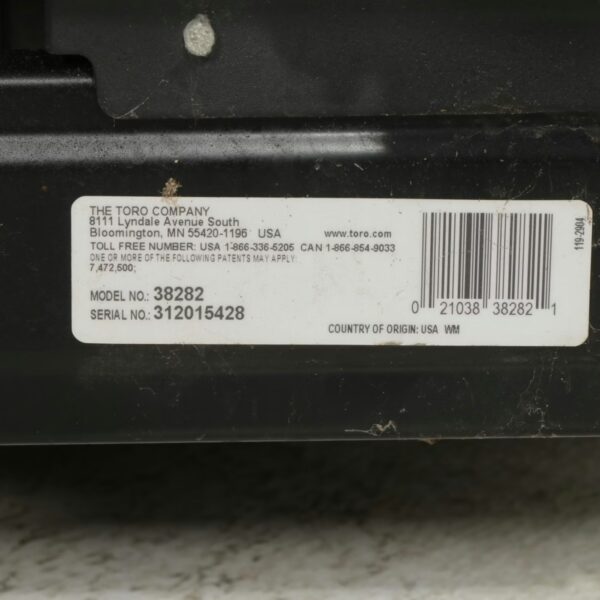 THE TORO COMPANY
8111 Lyndale Avenue South
Bloomington, MN 55420-1196 USA www.toro.com
TOLL FREE NUMBER: USA 1-866-336-5205 CAN 1-866-854-9033
ONE OR MORE OF THE FOLLOWING PATENTS MAY APPLY:
7,472,500;
MODEL NO.: 38282
SERIAL NO.: 312015428
0 21038 38282 1
COUNTRY OF ORIGIN: USA WM
119-2904